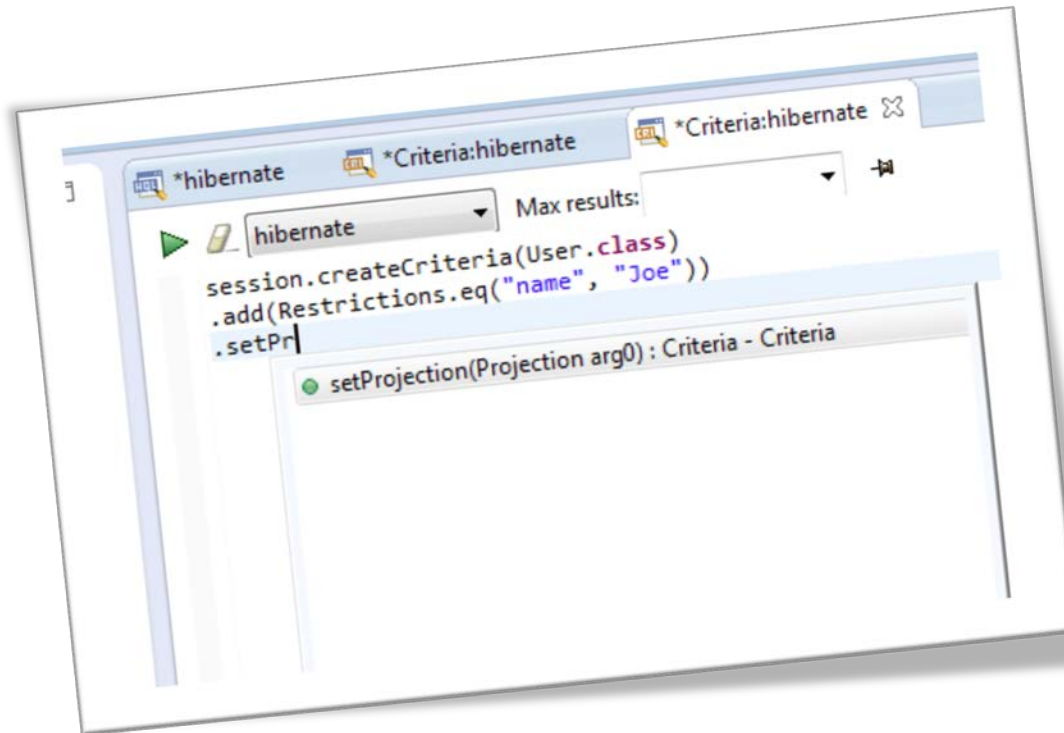 *hibernate
*Criteria:hibernate
*Criteria:hibernate
hibernate
Max results:
session.createCriteria(User.class)
.add(Restrictions.eq("name", "Joe"))
.setPr
setProjection(Projection arg0) : Criteria - Criteria